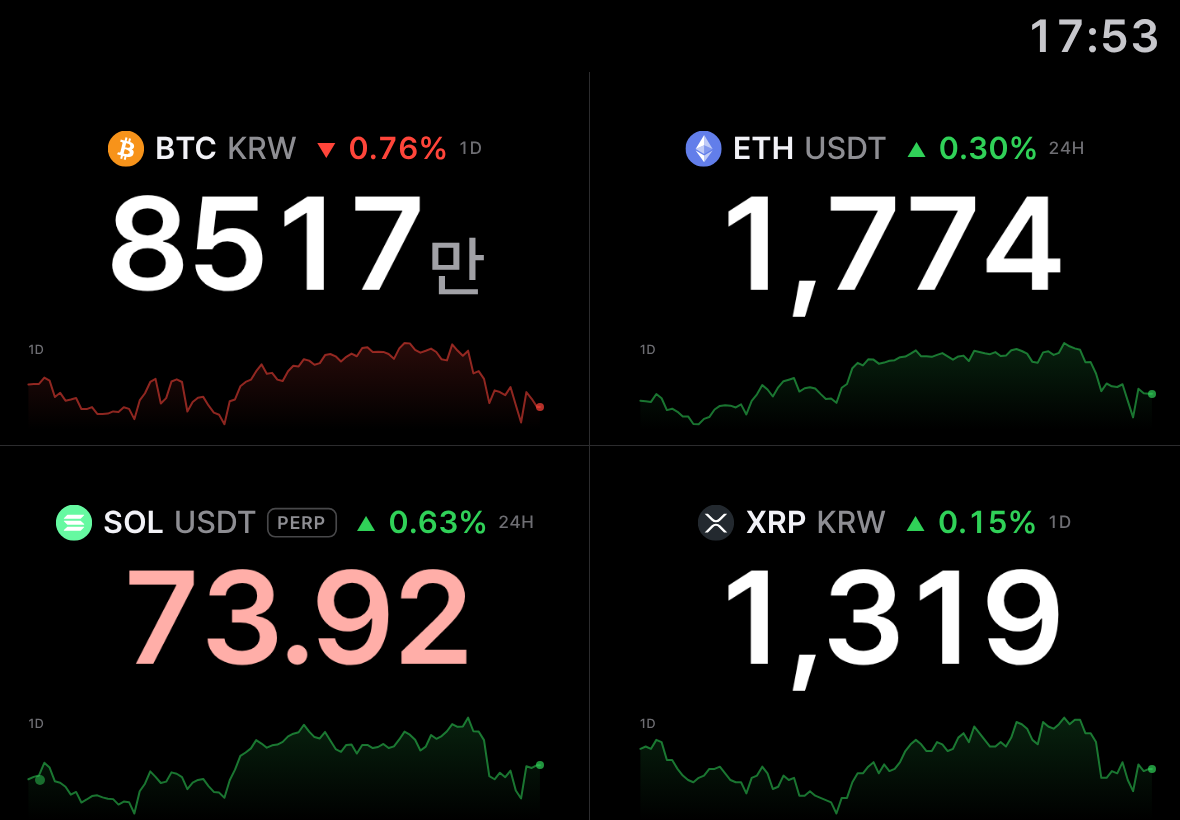 17:53
BTC KRW ▼ 0.76% 1D
8517만
1D
ETH USDT ▲ 0.30% 24H
1,774
1D
SOL USDT PERP ▲ 0.63% 24H
73.92
1D
XRP KRW ▲ 0.15% 1D
1,319
1D